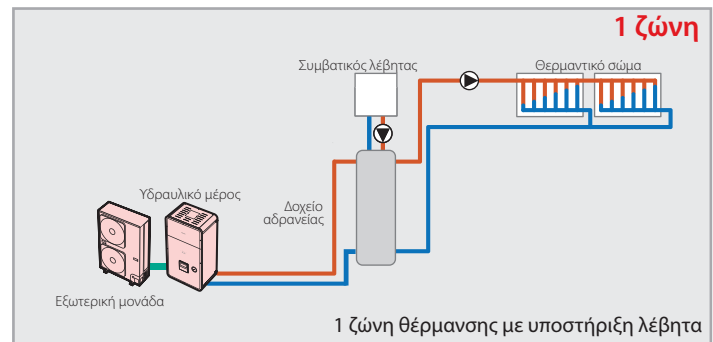 1 ζώνη
Συμβατικός λέβητας
Θερμαντικό σώμα
Υδραυλικό μέρος
Δοχείο
αδρανείας
Εξωτερική μονάδα
1 ζώνη θέρμανσης με υποστήριξη λέβητα